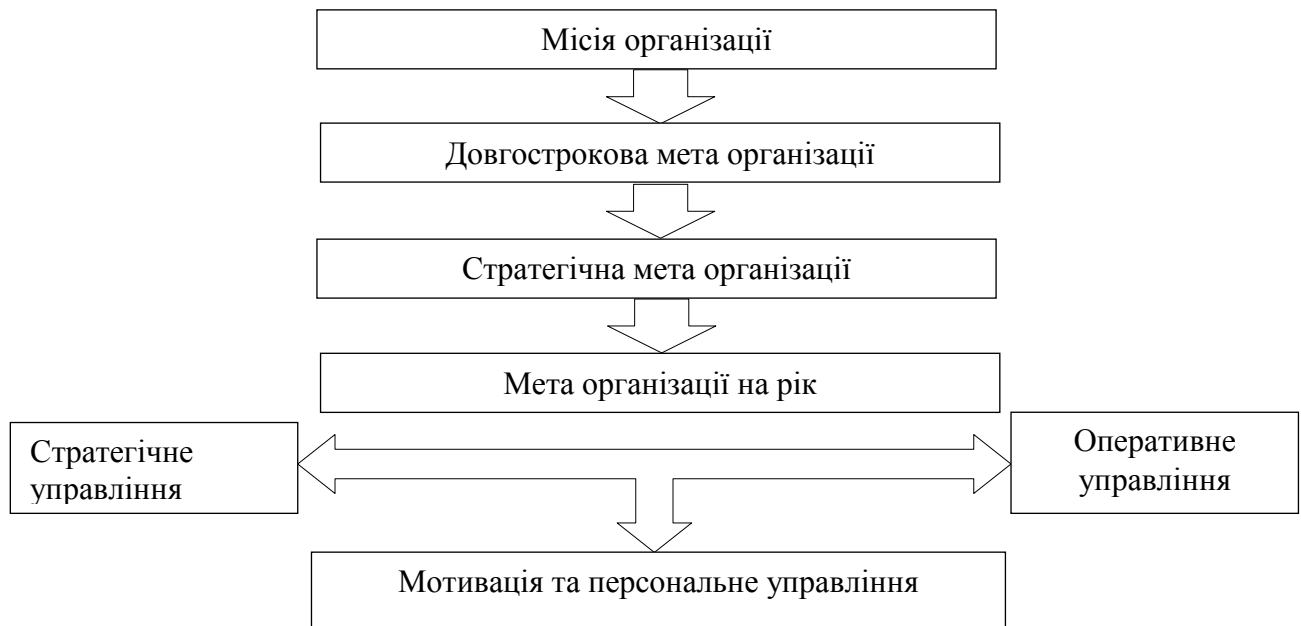 Місія організації
Довгострокова мета організації
Стратегічна мета організації
Мета організації на рік
Стратегічне
управління
Оперативне
управління
Мотивація та персональне управління